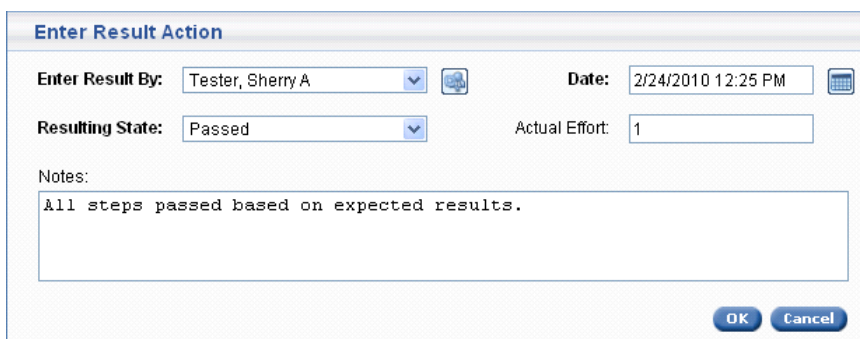 Enter Result Action
Enter Result By: Tester, Sherry A Date: 2/24/2010 12:25 PM
Resulting State: Passed Actual Effort: 1
Notes:
All steps passed based on expected results.
OK Cancel